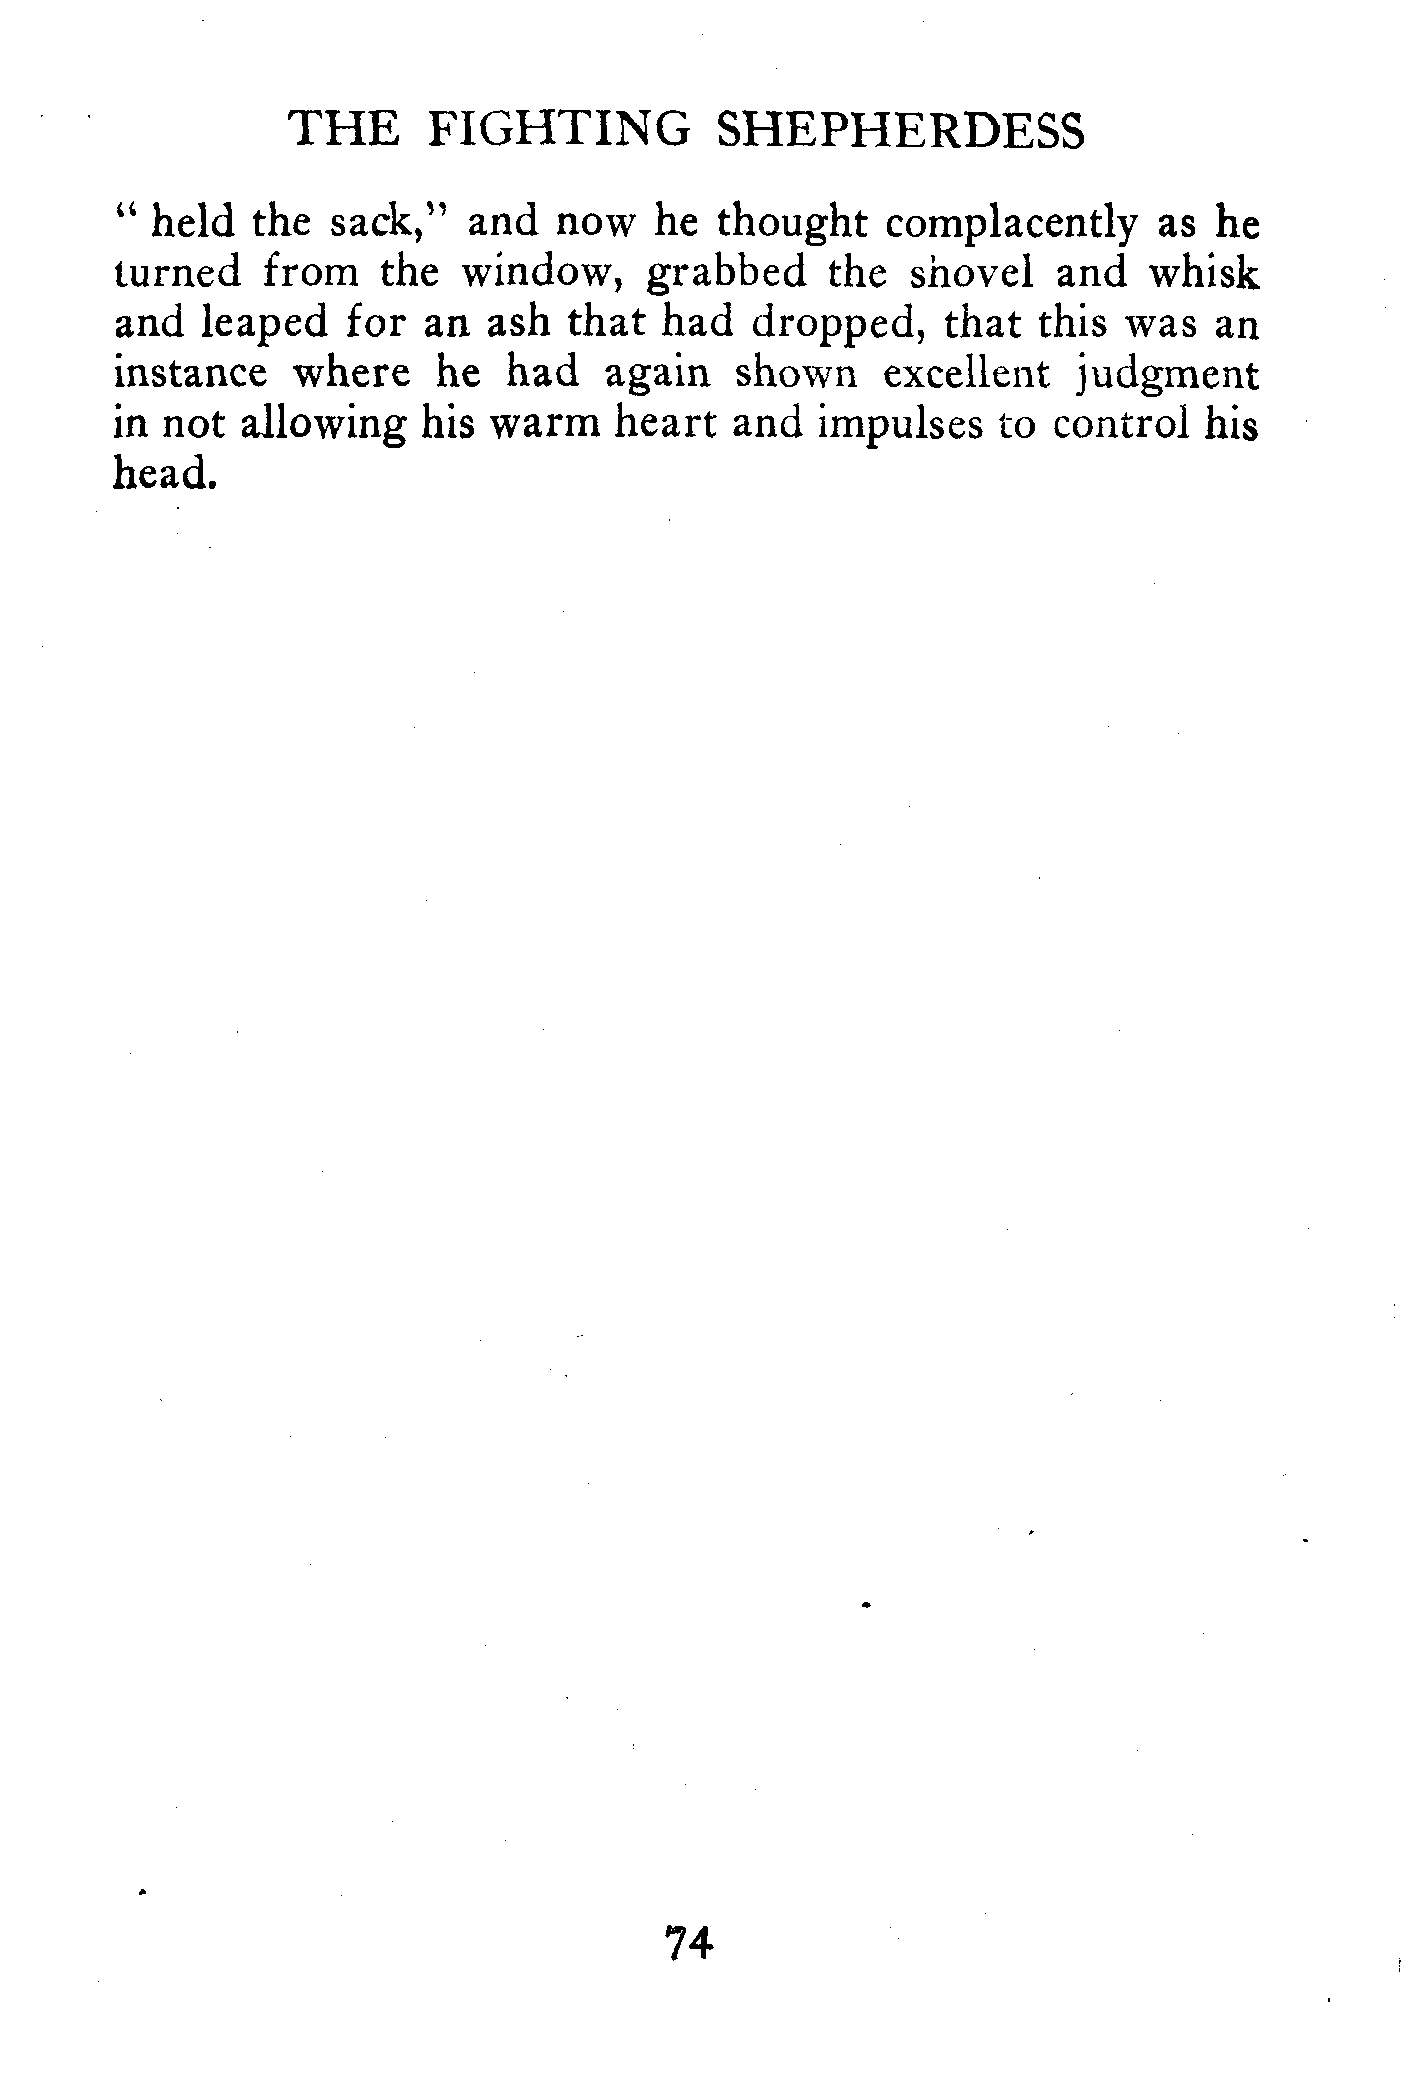 THE FIGHTING SHEPHERDESS
“ held the sack,” and now he thought complacently as he
turned from the window, grabbed the shovel and whisk
and leaped for an ash that had dropped, that this was an
instance where he had again shown excellent judgment
in not allowing his warm heart and impulses to control his
head.
74